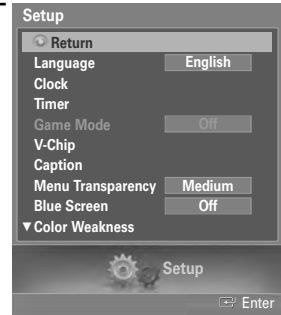 Setup
Return
Language English
Clock
Timer
Game Mode Off
V-Chip
Caption
Menu Transparency Medium
Blue Screen Off
▼Color Weakness
Setup
Enter